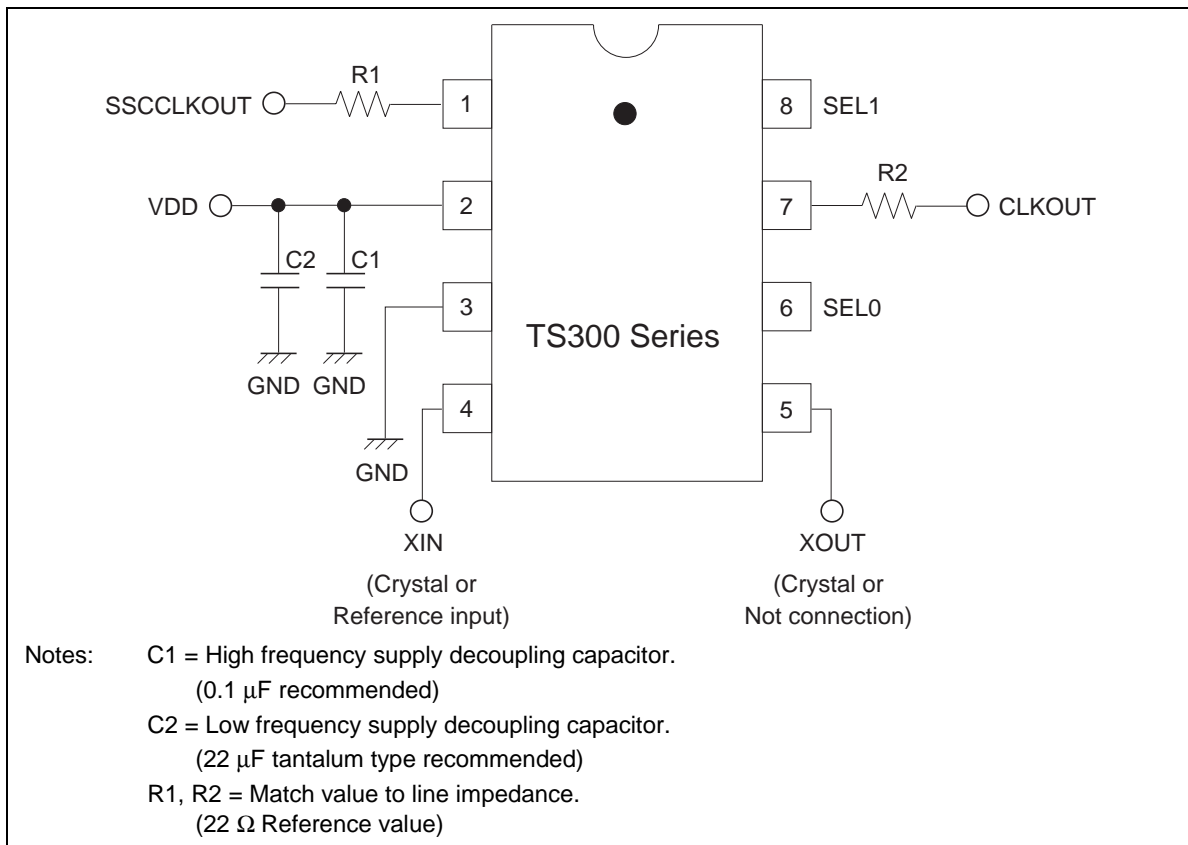 R1
SSCCLKOUT
1
8
SEL1
R2
VDD
2
7
CLKOUT
C2
C1
3
6
SEL0
TS300 Series
GND
GND
4
5
GND
XIN
XOUT
(Crystal or
Reference input)
(Crystal or
Not connection)
Notes: C1 = High frequency supply decoupling capacitor.
(0.1 μF recommended)
C2 = Low frequency supply decoupling capacitor.
(22 μF tantalum type recommended)
R1, R2 = Match value to line impedance.
(22 Ω Reference value)